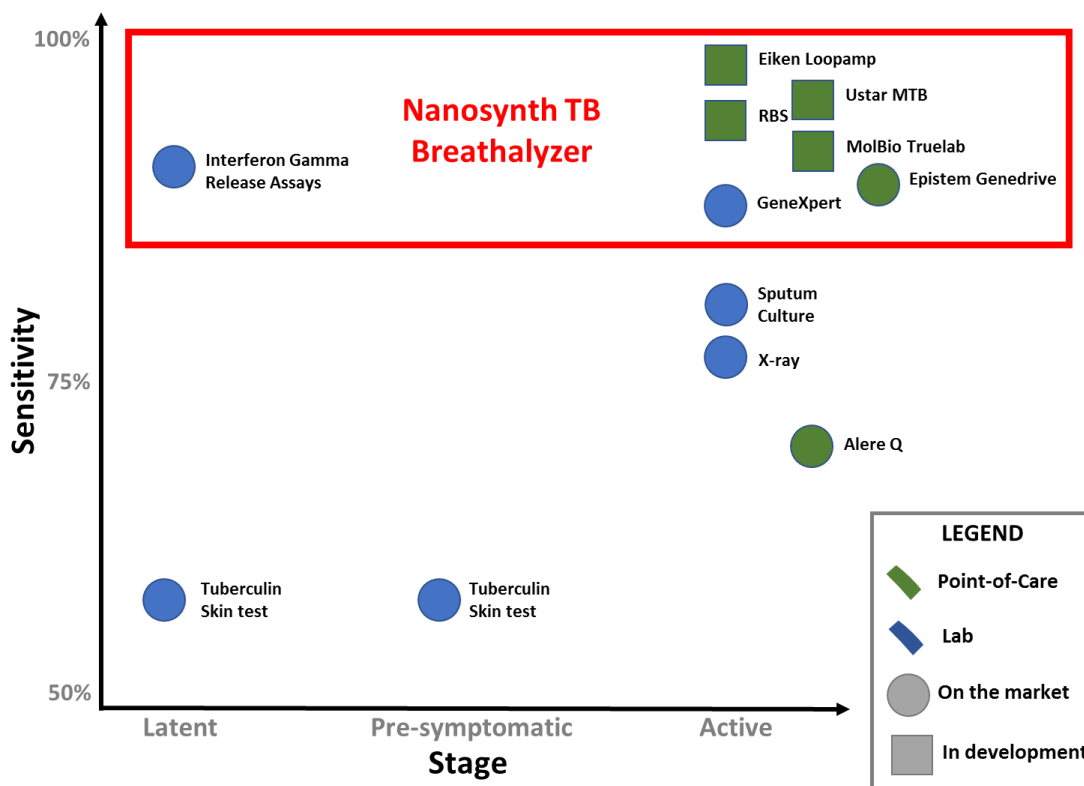 100%
Eiken Loopamp
Ustar MTB
Nanosynth TB
Breathalyzer
RBS
MolBio Truelab
Interferon Gamma
Release Assays
Epistem Genedrive
GeneXpert
Sputum
Culture
X-ray
Sensitivity
75%
Alere Q
LEGEND
Point-of-Care
Lab
On the market
In development
Tuberculin
Skin test
Tuberculin
Skin test
50%
Latent
Pre-symptomatic
Active
Stage